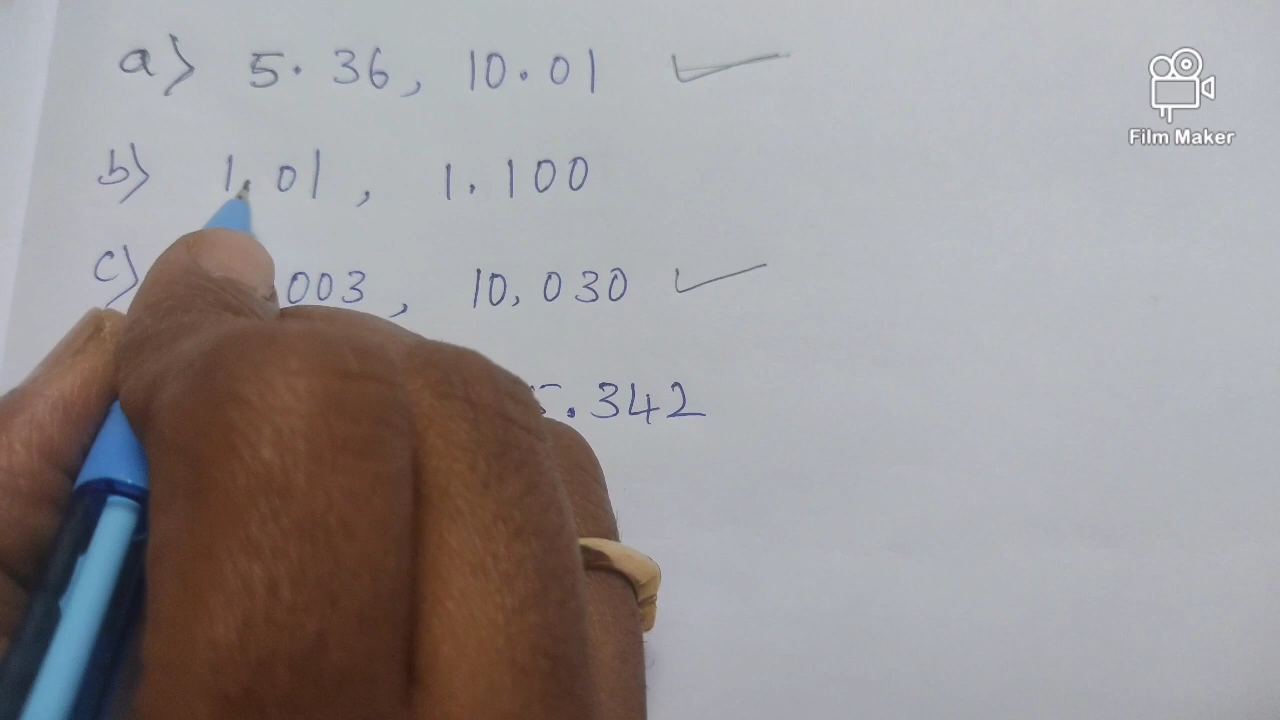 a) 5.36, 10.01
Film Maker
b) 1.01, 1.100
c) 003, 10,030
.342